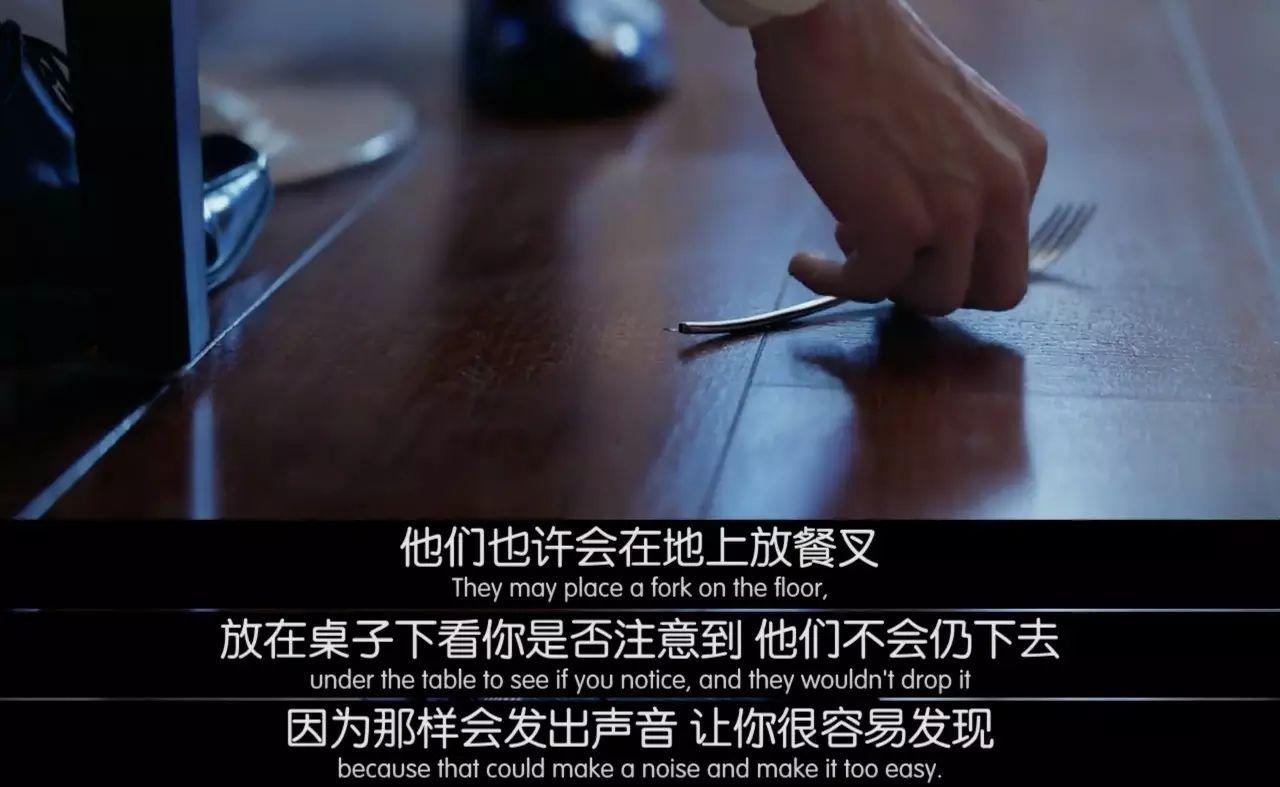 他们也许会在地上放餐叉
They may place a fork on the floor,
放在桌子下看你是否注意到 他们不会仍下去
under the table to see if you notice, and they wouldn't drop it
因为那样会发出声音 让你很容易发现
because that could make a noise and make it too easy.